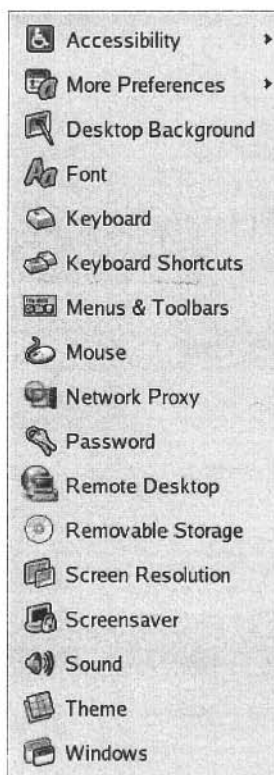 Accessibility
More Preferences
Desktop Background
Font
Keyboard
Keyboard Shortcuts
Menus & Toolbars
Mouse
Network Proxy
Password
Remote Desktop
Removable Storage
Screen Resolution
Screensaver
Sound
Theme
Windows